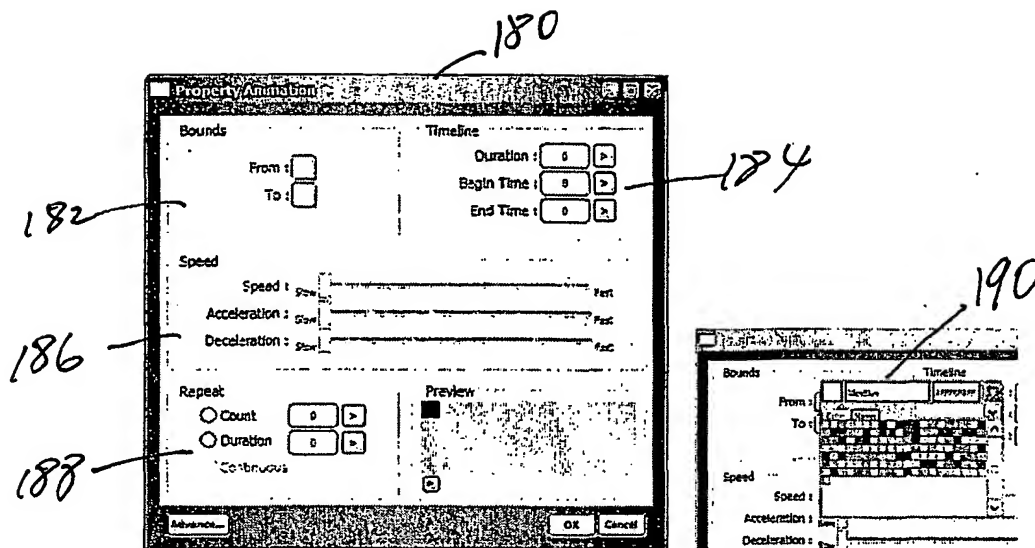 180
Property Animation
Bounds
Timeline
From :
To :
Duration : 0 >
Begin Time : 0 >
End Time : 0 >
184
182
Speed
Speed : Slow Fast
Acceleration : Slow Fast
Deceleration : Slow Fast
186
190
Repeat
Count 0 >
Duration 0 >
Continuous
Preview
188
Advance...
OK
Cancel
Bounds
Timeline
From :
To :
Speed
Speed :
Acceleration :
Deceleration :